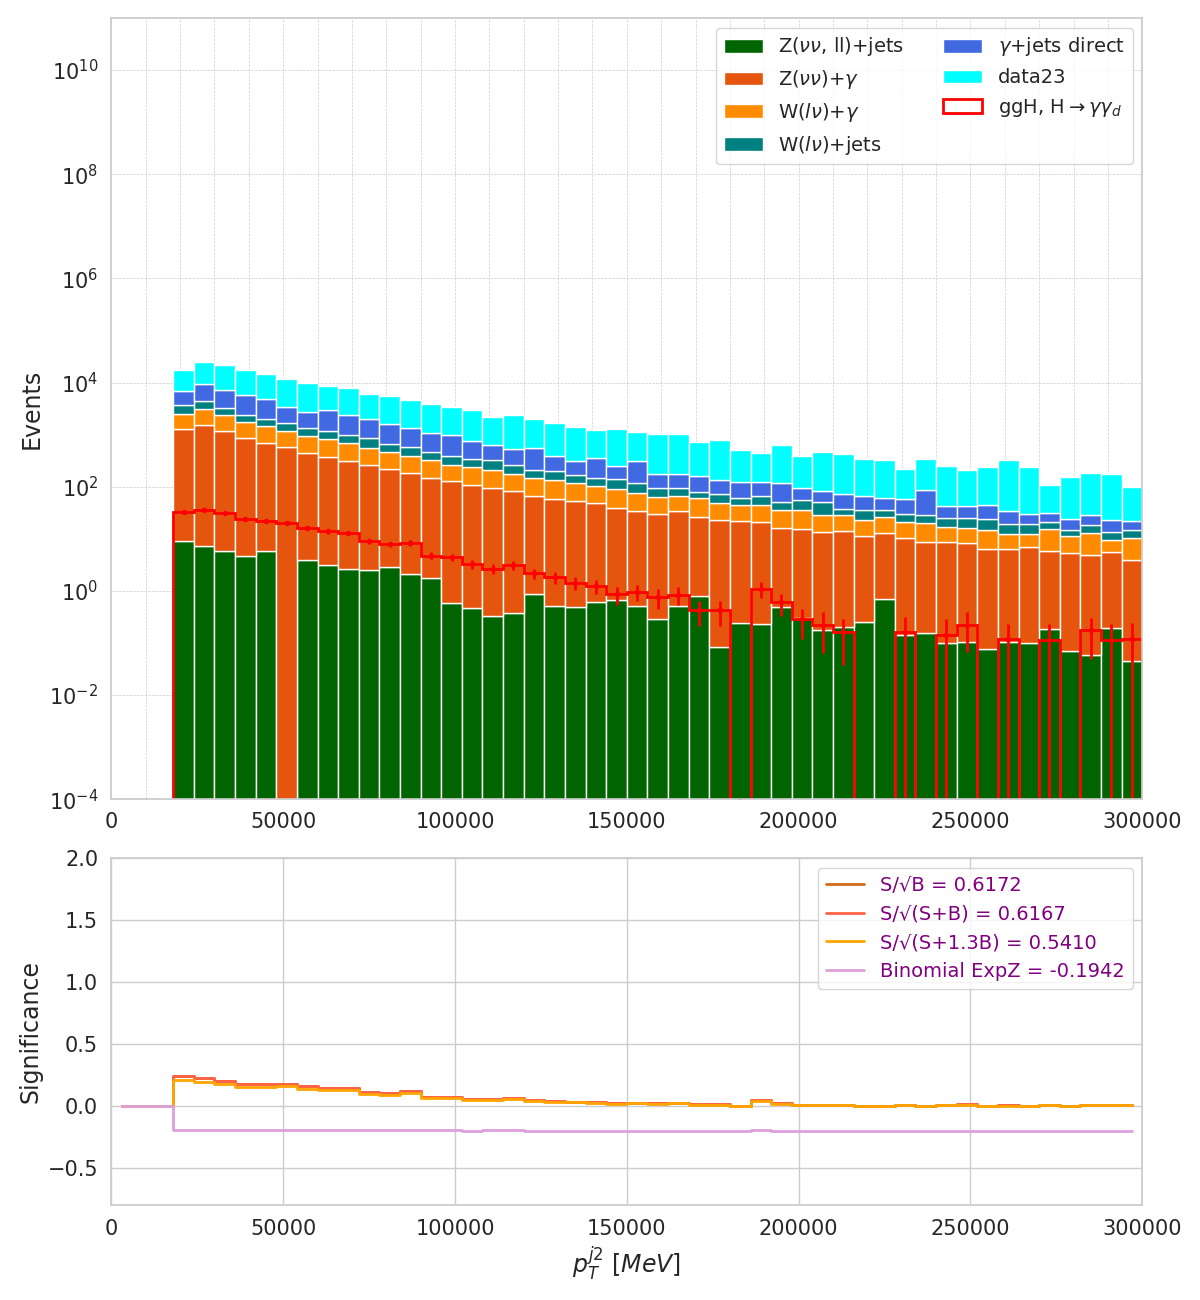 Z(νν, ll)+jets
Z(νν)+γ
W(lν)+γ
W(lν)+jets
γ+jets direct
data23
ggH, H→γγ_d
Events
10^10
10^8
10^6
10^4
10^2
10^0
10^−2
10^−4
0 50000 100000 150000 200000 250000 300000
S/√B = 0.6172
S/√(S+B) = 0.6167
S/√(S+1.3B) = 0.5410
Binomial ExpZ = -0.1942
Significance
2.0
1.5
1.0
0.5
0.0
−0.5
0 50000 100000 150000 200000 250000 300000
p_T^{j2} [MeV]